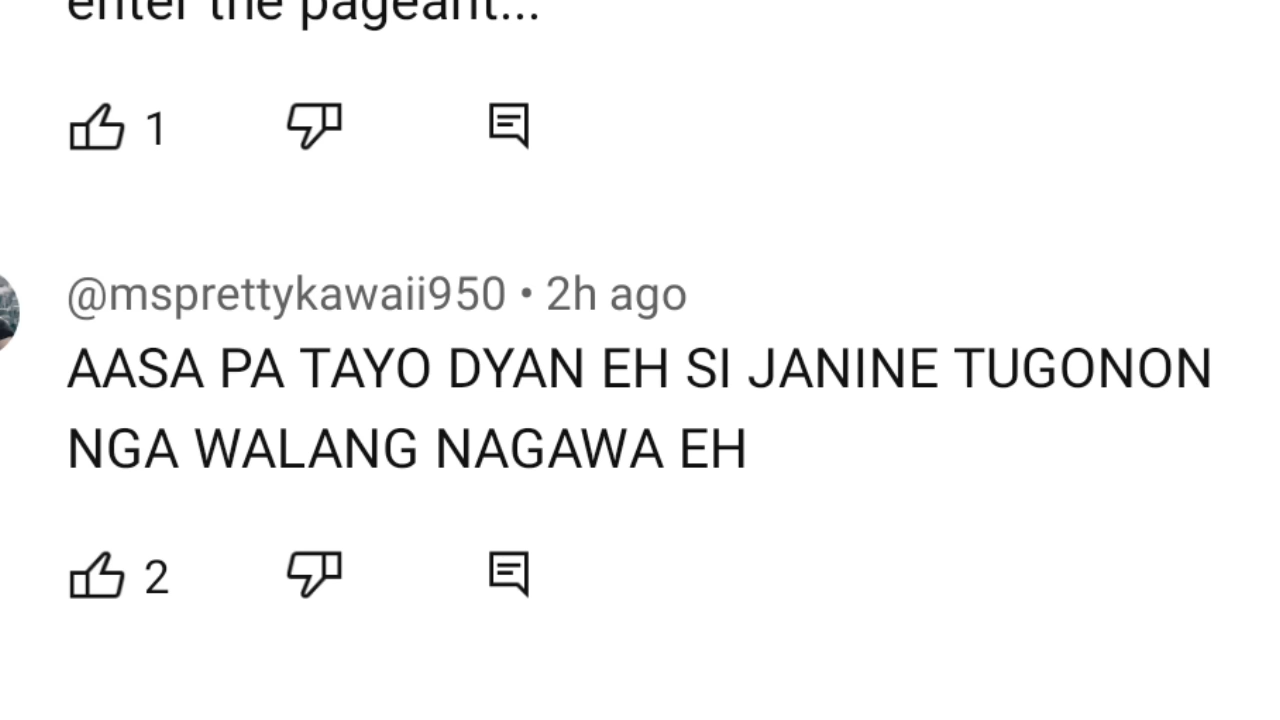 enter the pageant...
1
@msprettykawaii950 • 2h ago
AASA PA TAYO DYAN EH SI JANINE TUGONON
NGA WALANG NAGAWA EH
2